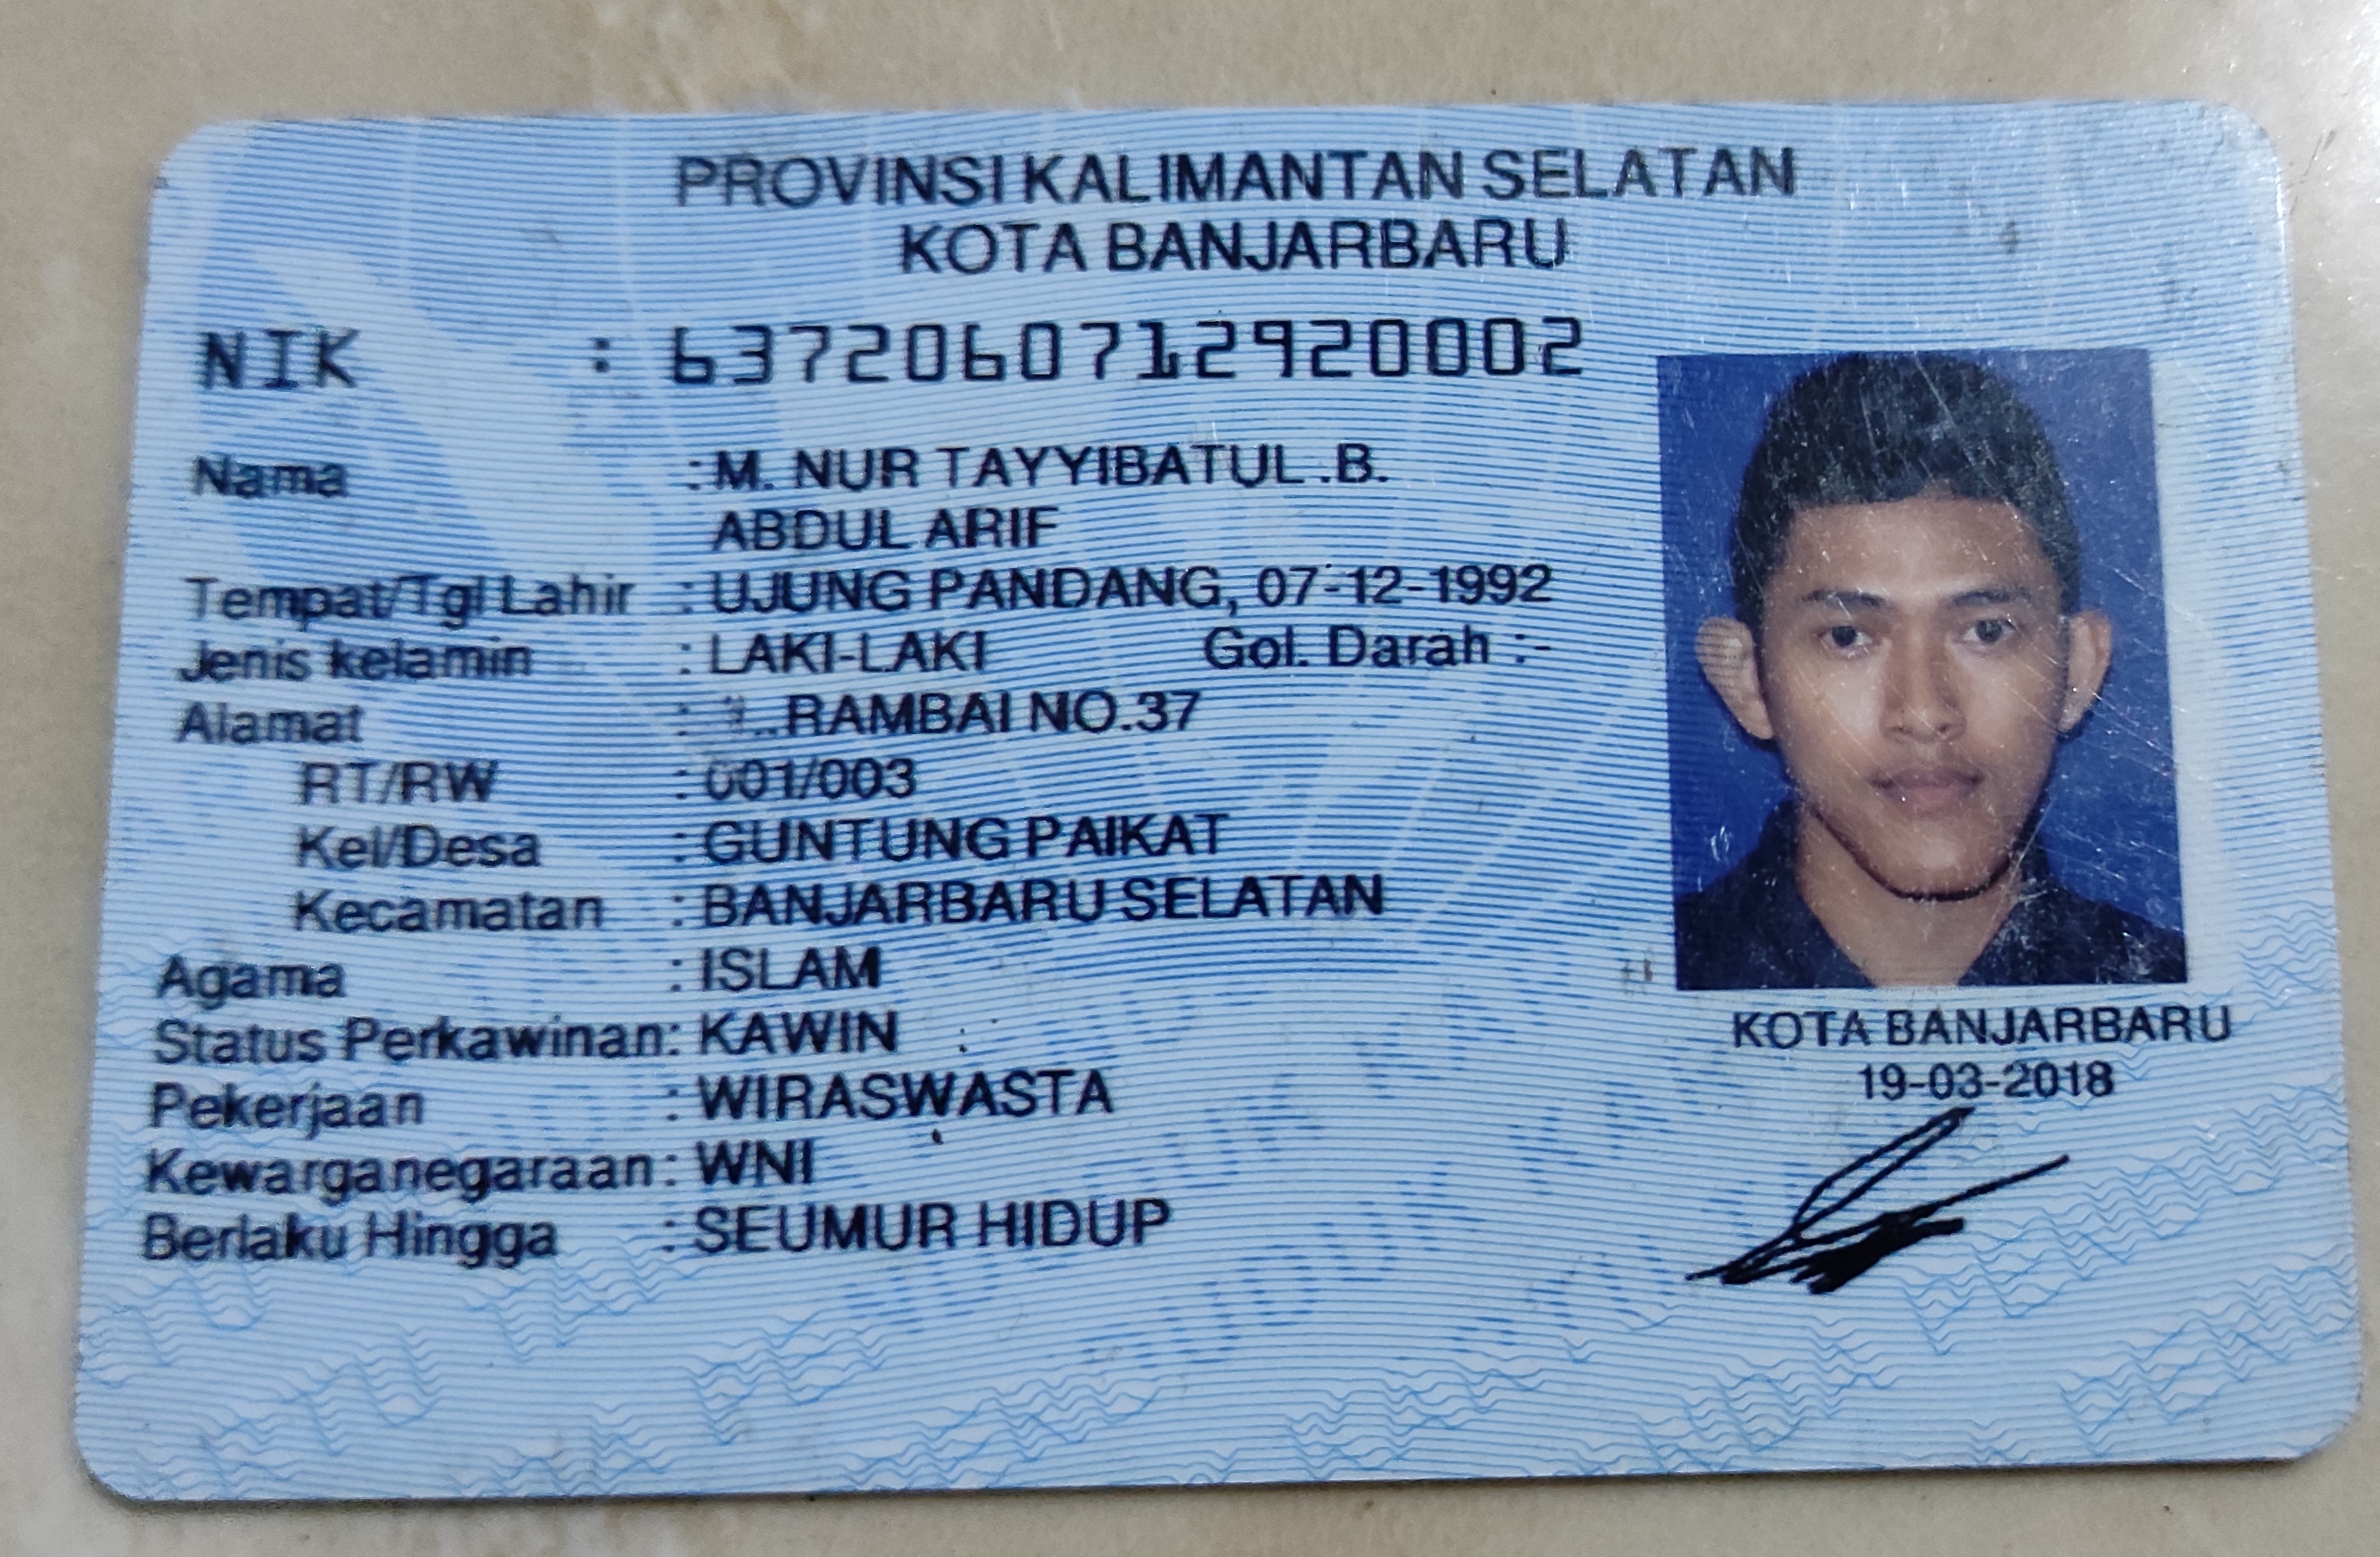 PROVINSI KALIMANTAN SELATAN
KOTA BANJARBARU
NIK : 6372060712920002
Nama : M. NUR TAYYIBATUL .B.
ABDUL ARIF
Tempat/Tgl Lahir : UJUNG PANDANG, 07-12-1992
Jenis kelamin : LAKI-LAKI Gol. Darah :-
Alamat : RAMBAI NO.37
RT/RW : 001/003
Kel/Desa : GUNTUNG PAIKAT
Kecamatan : BANJARBARU SELATAN
Agama : ISLAM
Status Perkawinan: KAWIN
Pekerjaan : WIRASWASTA
Kewarganegaraan: WNI
Berlaku Hingga : SEUMUR HIDUP
KOTA BANJARBARU
19-03-2018